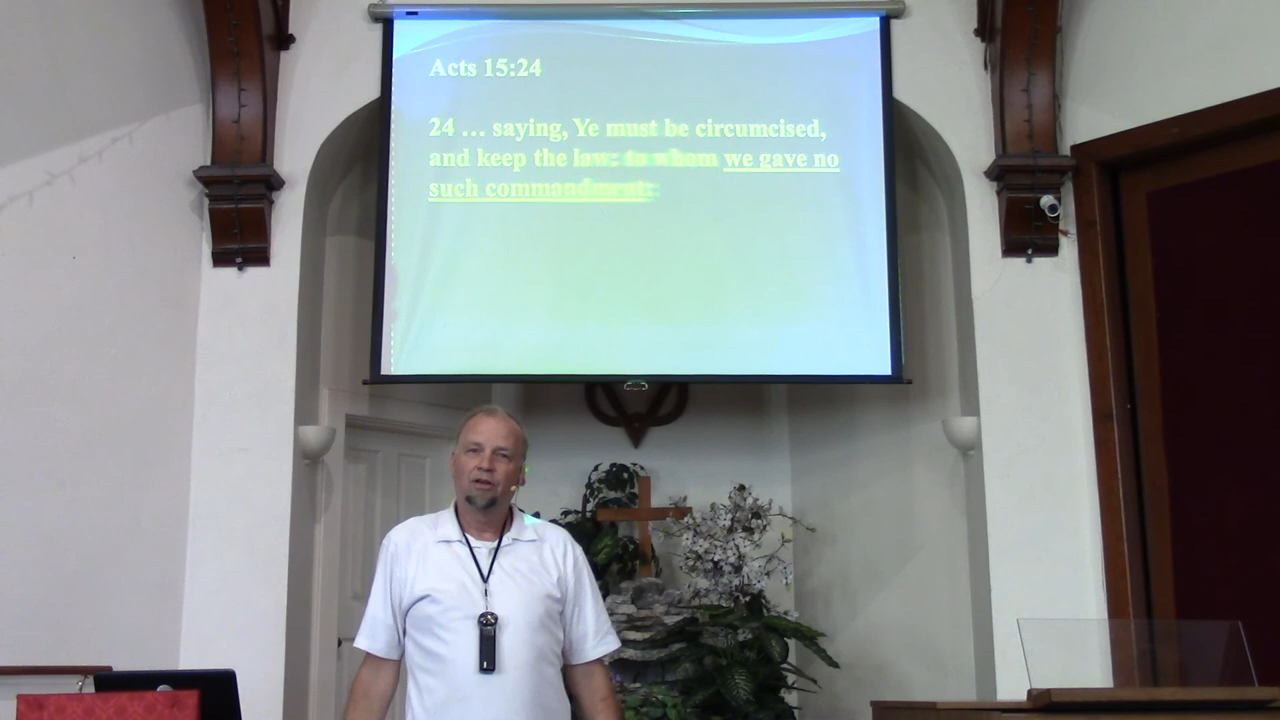 Acts 15:24
24 ... saying, Ye must be circumcised,
and keep the law: to whom we gave no
such commandment: